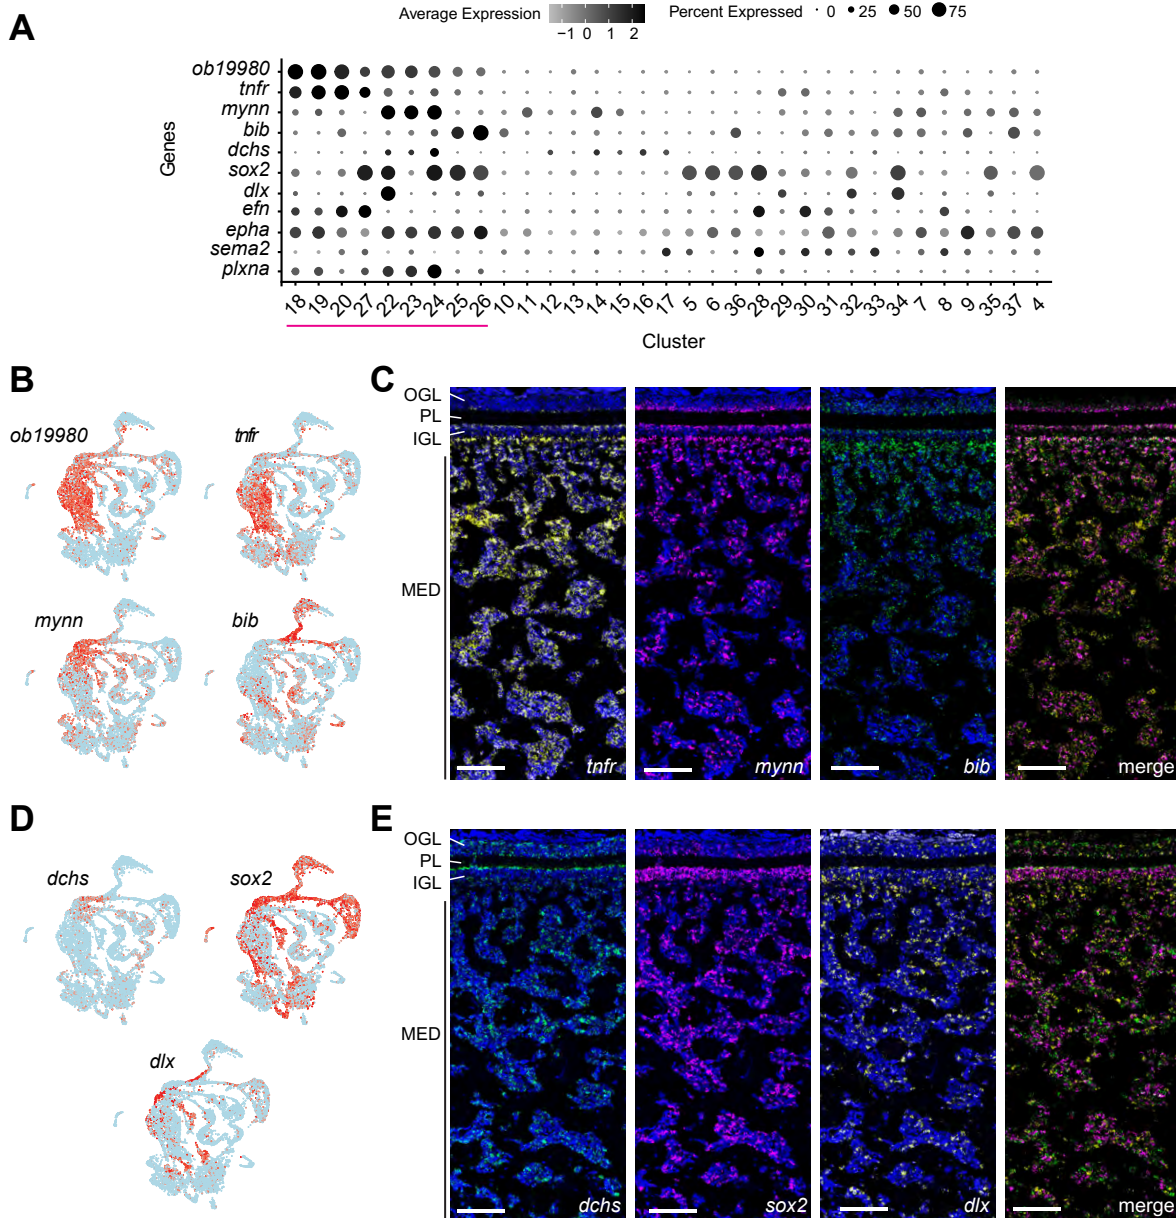 A
Average Expression
−1 0 1 2
Percent Expressed
0 25 50 75
Genes
ob19980
tnfr
mynn
bib
dchs
sox2
dlx
efn
epha
sema2
plxna
18 19 20 27 22 23 24 25 26 10 11 12 13 14 15 16 17 5 6 36 28 29 30 31 32 33 34 7 8 9 35 37 4
Cluster
B
ob19980
tnfr
mynn
bib
C
OGL
PL
IGL
MED
tnfr
mynn
bib
merge
D
dchs
sox2
dlx
E
OGL
PL
IGL
MED
dchs
sox2
dlx
merge